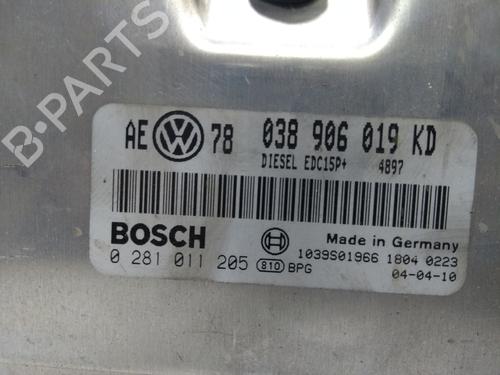 AE VW 78 038 906 019 KD
DIESEL EDC15P+ 4897
BOSCH
Made in Germany
0 281 011 205 810 BPG
1039S01966 1804 0223
04-04-10
B-PARTS